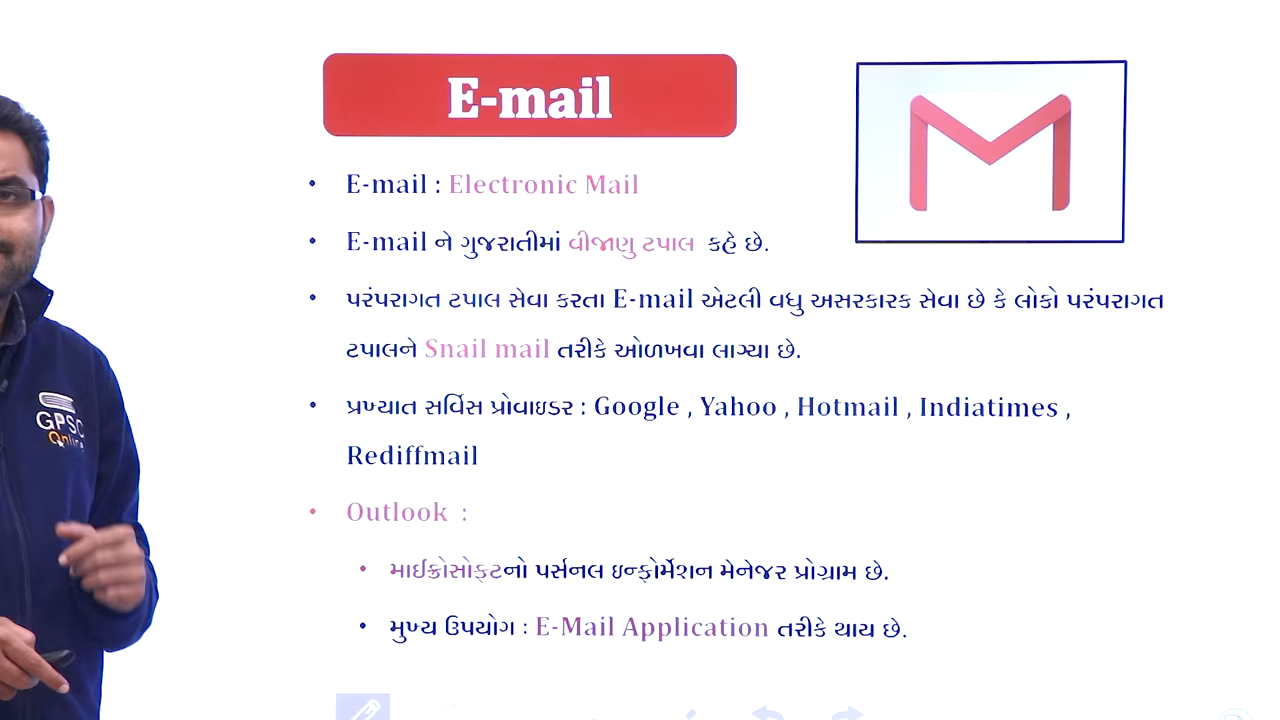 E-mail
E-mail : Electronic Mail
E-mail ને ગુજરાતીમાં વીજાણુ ટપાલ કહે છે.
પરંપરાગત ટપાલ સેવા કરતા E-mail એટલી વધુ અસરકારક સેવા છે કે લોકો પરંપરાગત
ટપાલને Snail mail તરીકે ઓળખવા લાગ્યા છે.
પ્રખ્યાત સર્વિસ પ્રોવાઇડર : Google , Yahoo , Hotmail , Indiatimes ,
Rediffmail
Outlook :
માઈક્રોસોફ્ટનો પર્સનલ ઇન્ફોર્મેશન મેનેજર પ્રોગ્રામ છે.
મુખ્ય ઉપયોગ : E-Mail Application તરીકે થાય છે.
GPSC
Online